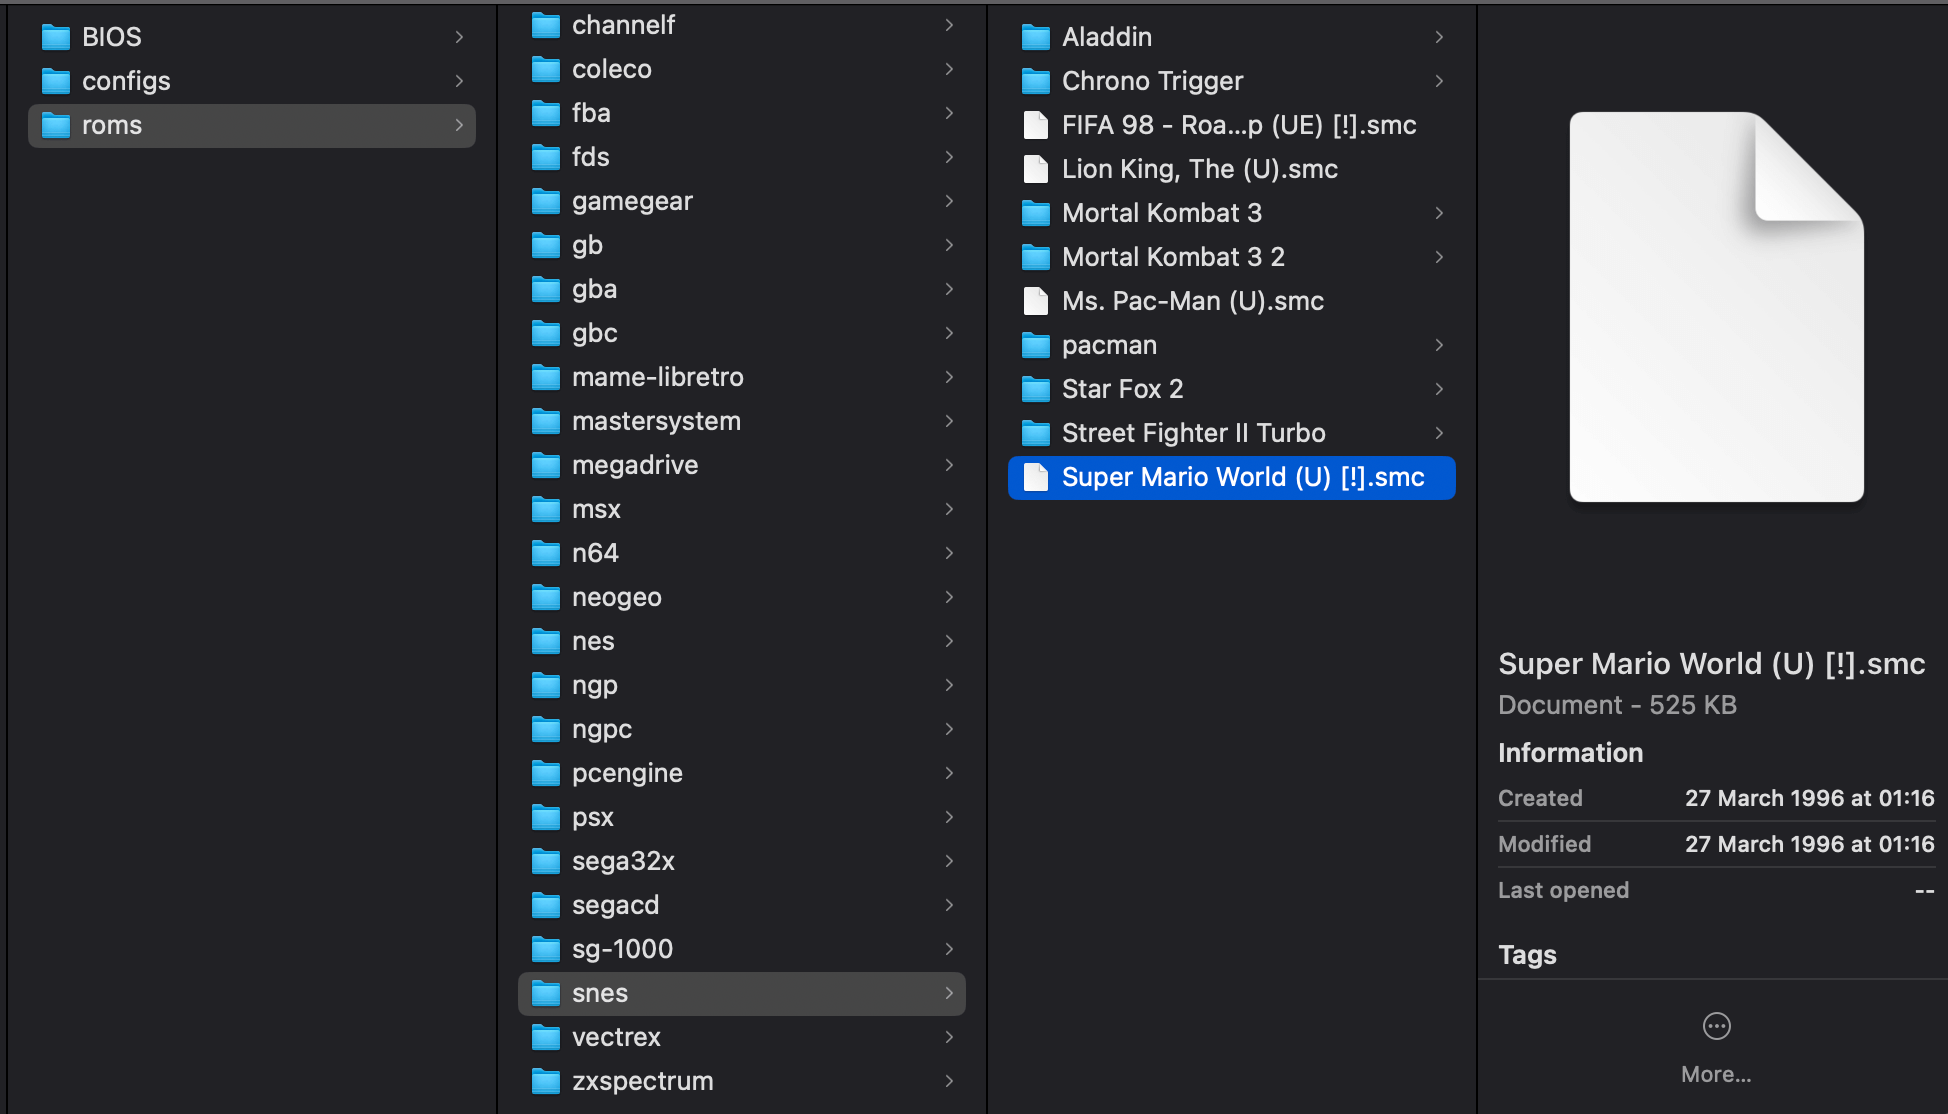 BIOS
configs
roms
channelf
coleco
fba
fds
gamegear
gb
gba
gbc
mame-libretro
mastersystem
megadrive
msx
n64
neogeo
nes
ngp
ngpc
pcengine
psx
sega32x
segacd
sg-1000
snes
vectrex
zxspectrum
Aladdin
Chrono Trigger
FIFA 98 - Roa...p (UE) [!].smc
Lion King, The (U).smc
Mortal Kombat 3
Mortal Kombat 3 2
Ms. Pac-Man (U).smc
pacman
Star Fox 2
Street Fighter II Turbo
Super Mario World (U) [!].smc
Super Mario World (U) [!].smc
Document - 525 KB
Information
Created 27 March 1996 at 01:16
Modified 27 March 1996 at 01:16
Last opened --
Tags
More...